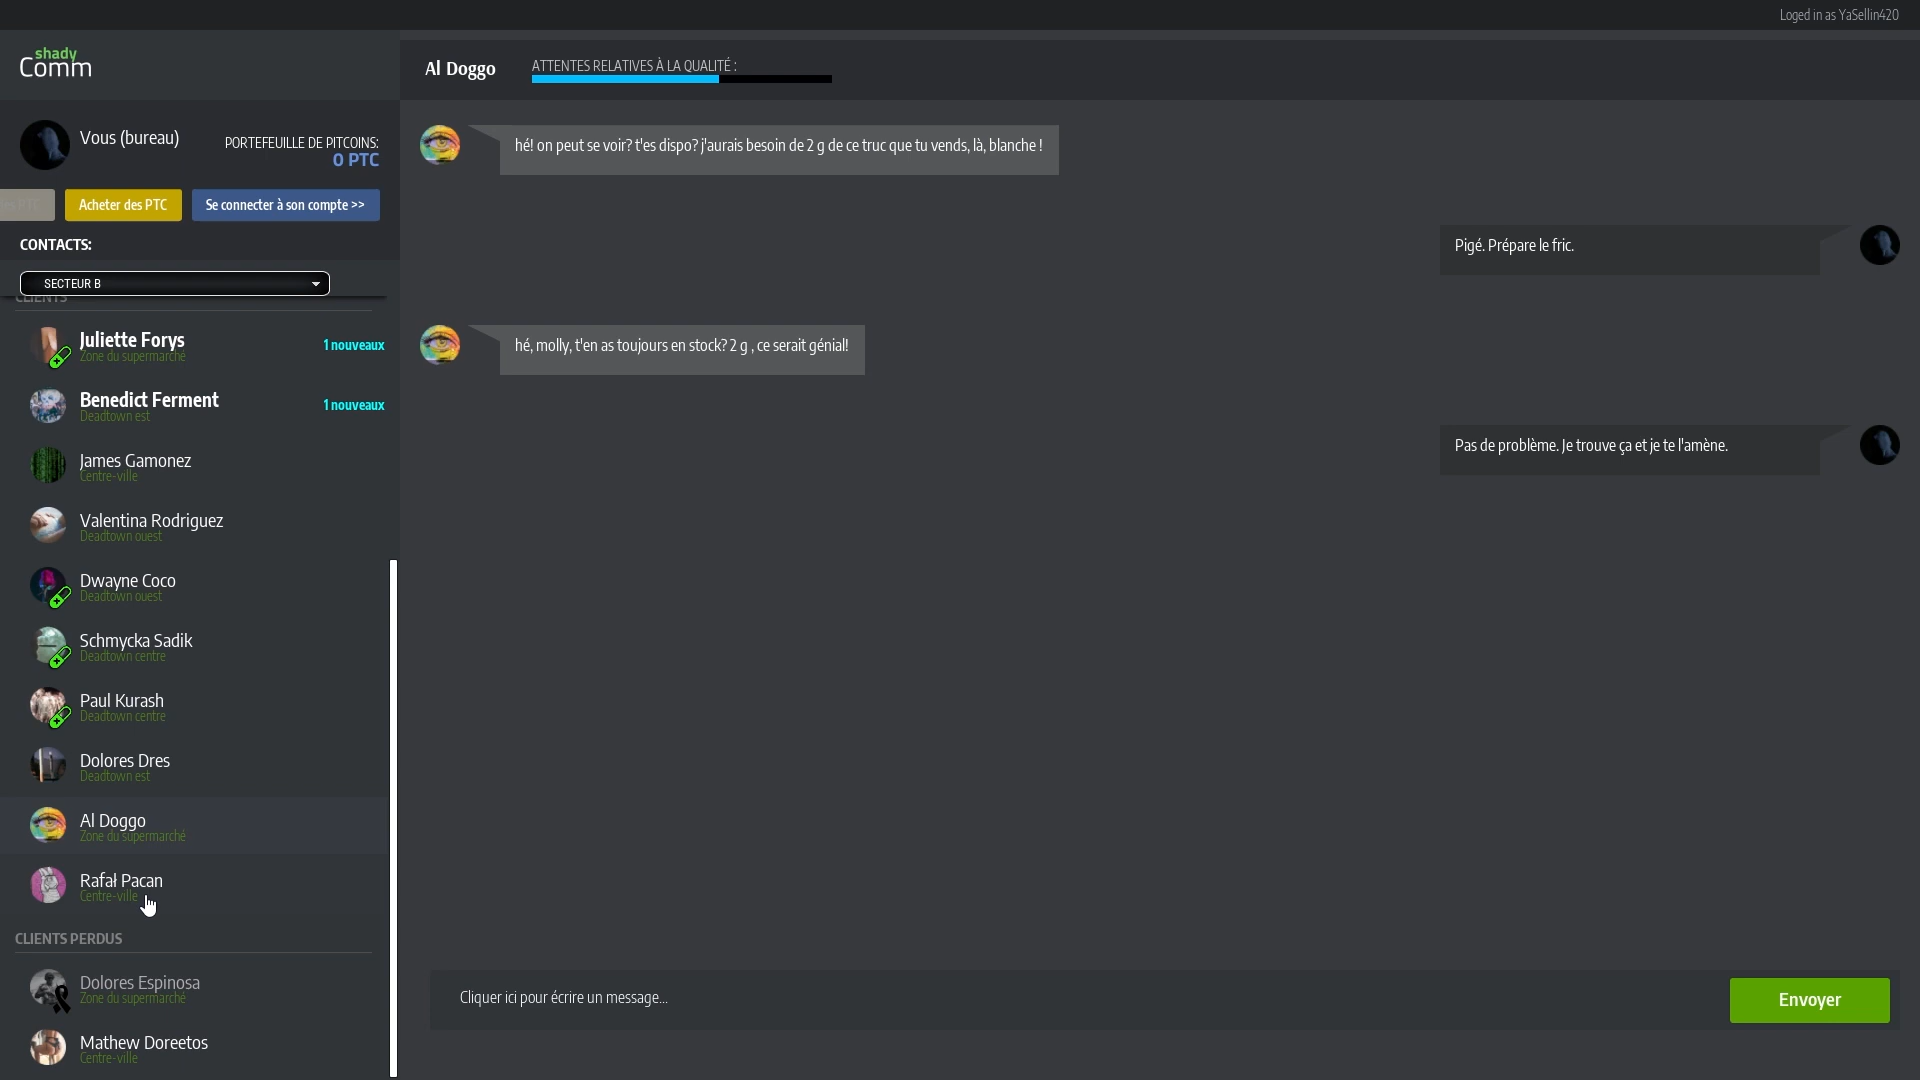 Loged in as YaSellin420
shady
Comm
Vous (bureau)
PORTEFEUILLE DE PITCOINS:
0 PTC
Acheter des PTC
Se connecter à son compte >>
CONTACTS:
SECTEUR B
CLIENTS
Juliette Forys
Zone du supermarché
1 nouveaux
Benedict Ferment
Deadtown est
1 nouveaux
James Gamonez
Centre-ville
Valentina Rodriguez
Deadtown ouest
Dwayne Coco
Deadtown ouest
Schmycka Sadik
Deadtown centre
Paul Kurash
Deadtown centre
Dolores Dres
Deadtown est
Al Doggo
Zone du supermarché
Rafał Pacan
Centre-ville
CLIENTS PERDUS
Dolores Espinosa
Zone du supermarché
Mathew Doreetos
Centre-ville
Al Doggo
ATTENTES RELATIVES À LA QUALITÉ :
hé! on peut se voir? t'es dispo? j'aurais besoin de 2 g de ce truc que tu vends, là, blanche !
Pigé. Prépare le fric.
hé, molly, t'en as toujours en stock? 2 g , ce serait génial!
Pas de problème. Je trouve ça et je te l'amène.
Cliquer ici pour écrire un message...
Envoyer